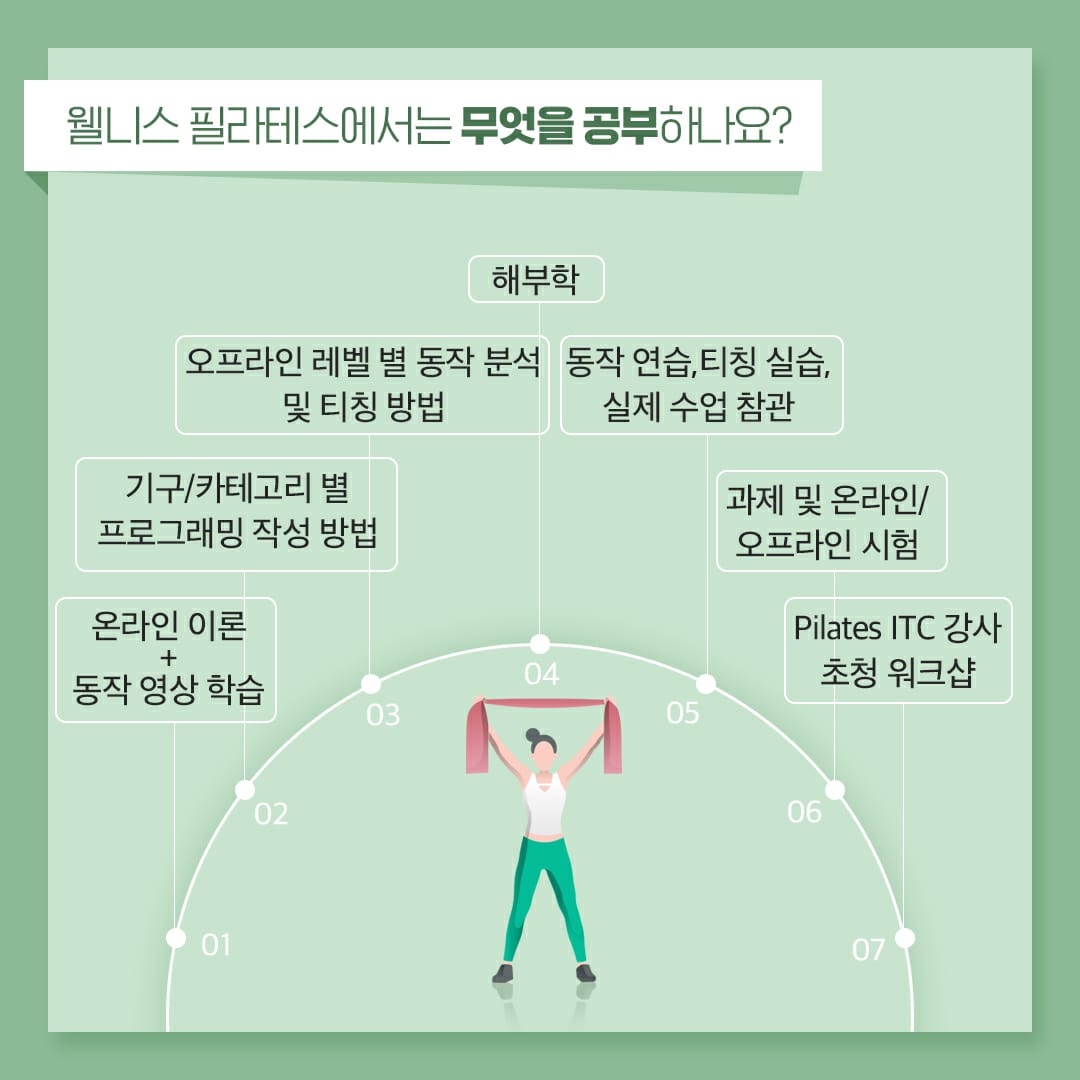 웰니스 필라테스에서는 무엇을 공부하나요?
온라인 이론
+
동작 영상 학습
01
기구/카테고리 별
프로그래밍 작성 방법
02
오프라인 레벨 별 동작 분석
및 티칭 방법
03
해부학
04
동작 연습,티칭 실습,
실제 수업 참관
05
과제 및 온라인/
오프라인 시험
06
Pilates ITC 강사
초청 워크샵
07